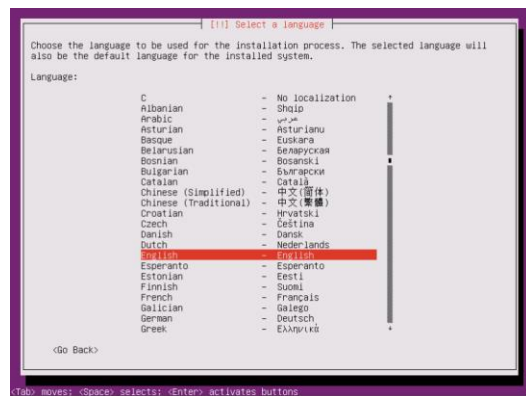 [!!] Select a language
Choose the language to be used for the installation process. The selected language will
also be the default language for the installed system.
Language:
C - No localization
Albanian - Shqip
Arabic - عربي
Asturian - Asturianu
Basque - Euskara
Belarusian - Беларуская
Bosnian - Bosanski
Bulgarian - Български
Catalan - Català
Chinese (Simplified) - 中文(简体)
Chinese (Traditional) - 中文(繁體)
Croatian - Hrvatski
Czech - Čeština
Danish - Dansk
Dutch - Nederlands
English - English
Esperanto - Esperanto
Estonian - Eesti
Finnish - Suomi
French - Français
Galician - Galego
German - Deutsch
Greek - Ελληνικά
<Go Back>
<Tab> moves; <Space> selects; <Enter> activates buttons